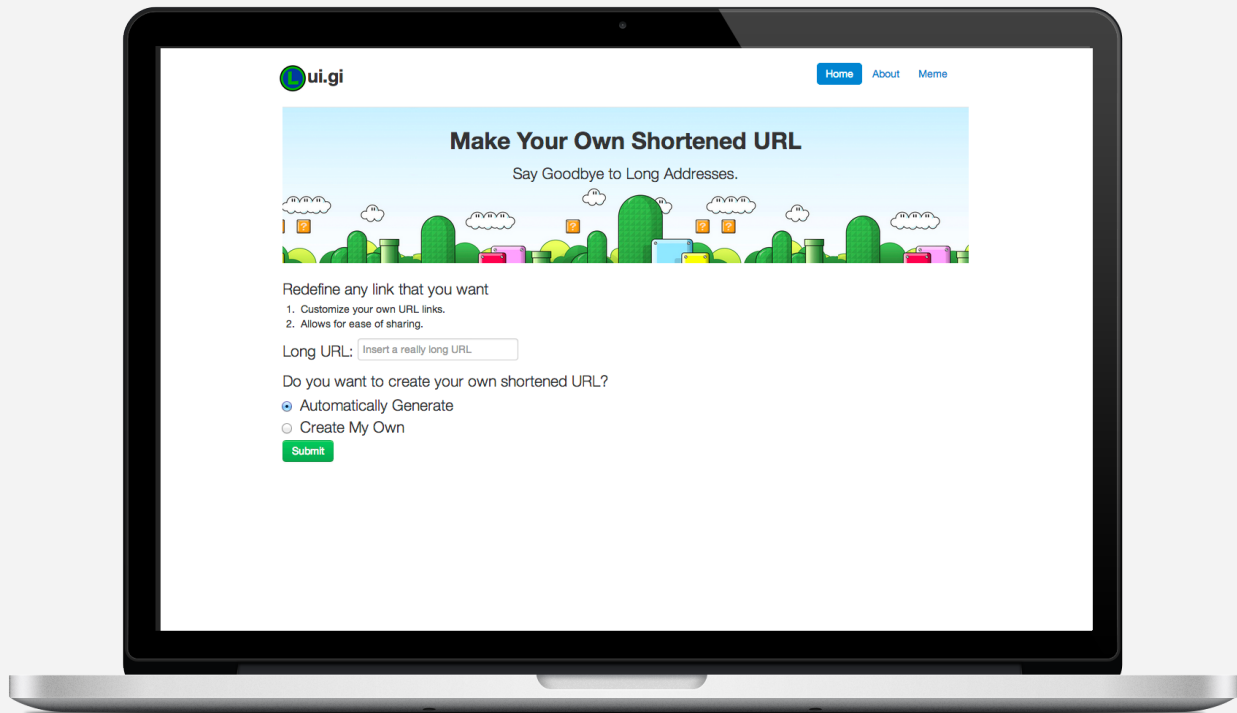 Lui.gi
Home About Meme
Make Your Own Shortened URL
Say Goodbye to Long Addresses.
? ? ? ?
Redefine any link that you want
1. Customize your own URL links.
2. Allows for ease of sharing.
Long URL: Insert a really long URL
Do you want to create your own shortened URL?
Automatically Generate
Create My Own
Submit